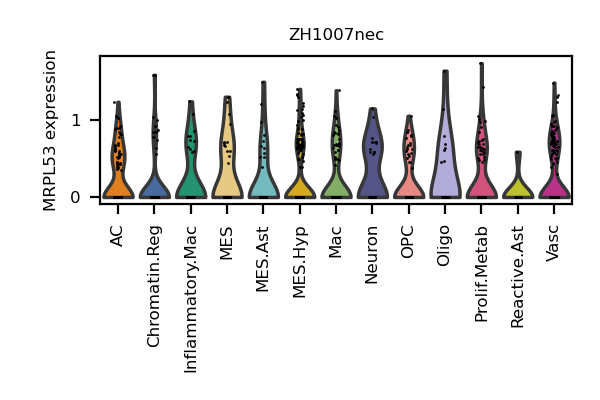 ZH1007nec
MRPL53 expression
1
0
AC
Chromatin.Reg
Inflammatory.Mac
MES
MES.Ast
MES.Hyp
Mac
Neuron
OPC
Oligo
Prolif.Metab
Reactive.Ast
Vasc